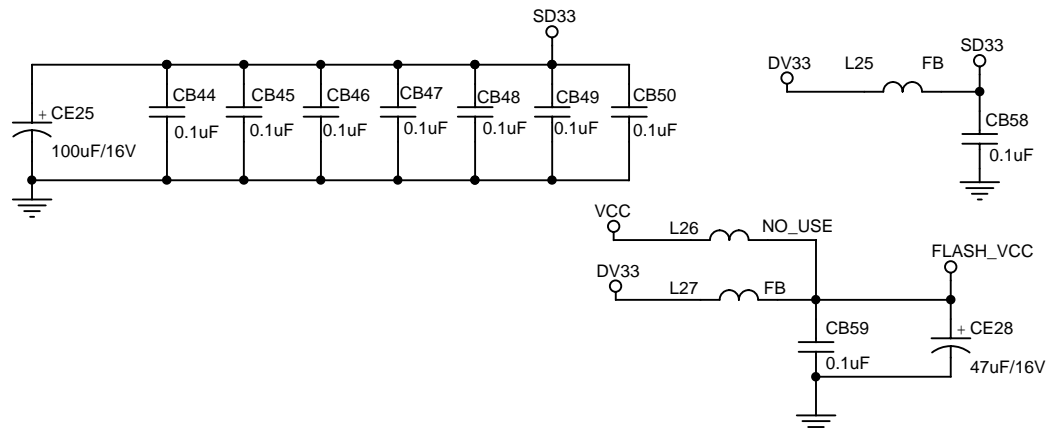 SD33
+ CE25
100uF/16V
CB44
0.1uF
CB45
0.1uF
CB46
0.1uF
CB47
0.1uF
CB48
0.1uF
CB49
0.1uF
CB50
0.1uF
DV33
L25
FB
SD33
CB58
0.1uF
VCC
L26
NO_USE
DV33
L27
FB
FLASH_VCC
CB59
0.1uF
+ CE28
47uF/16V